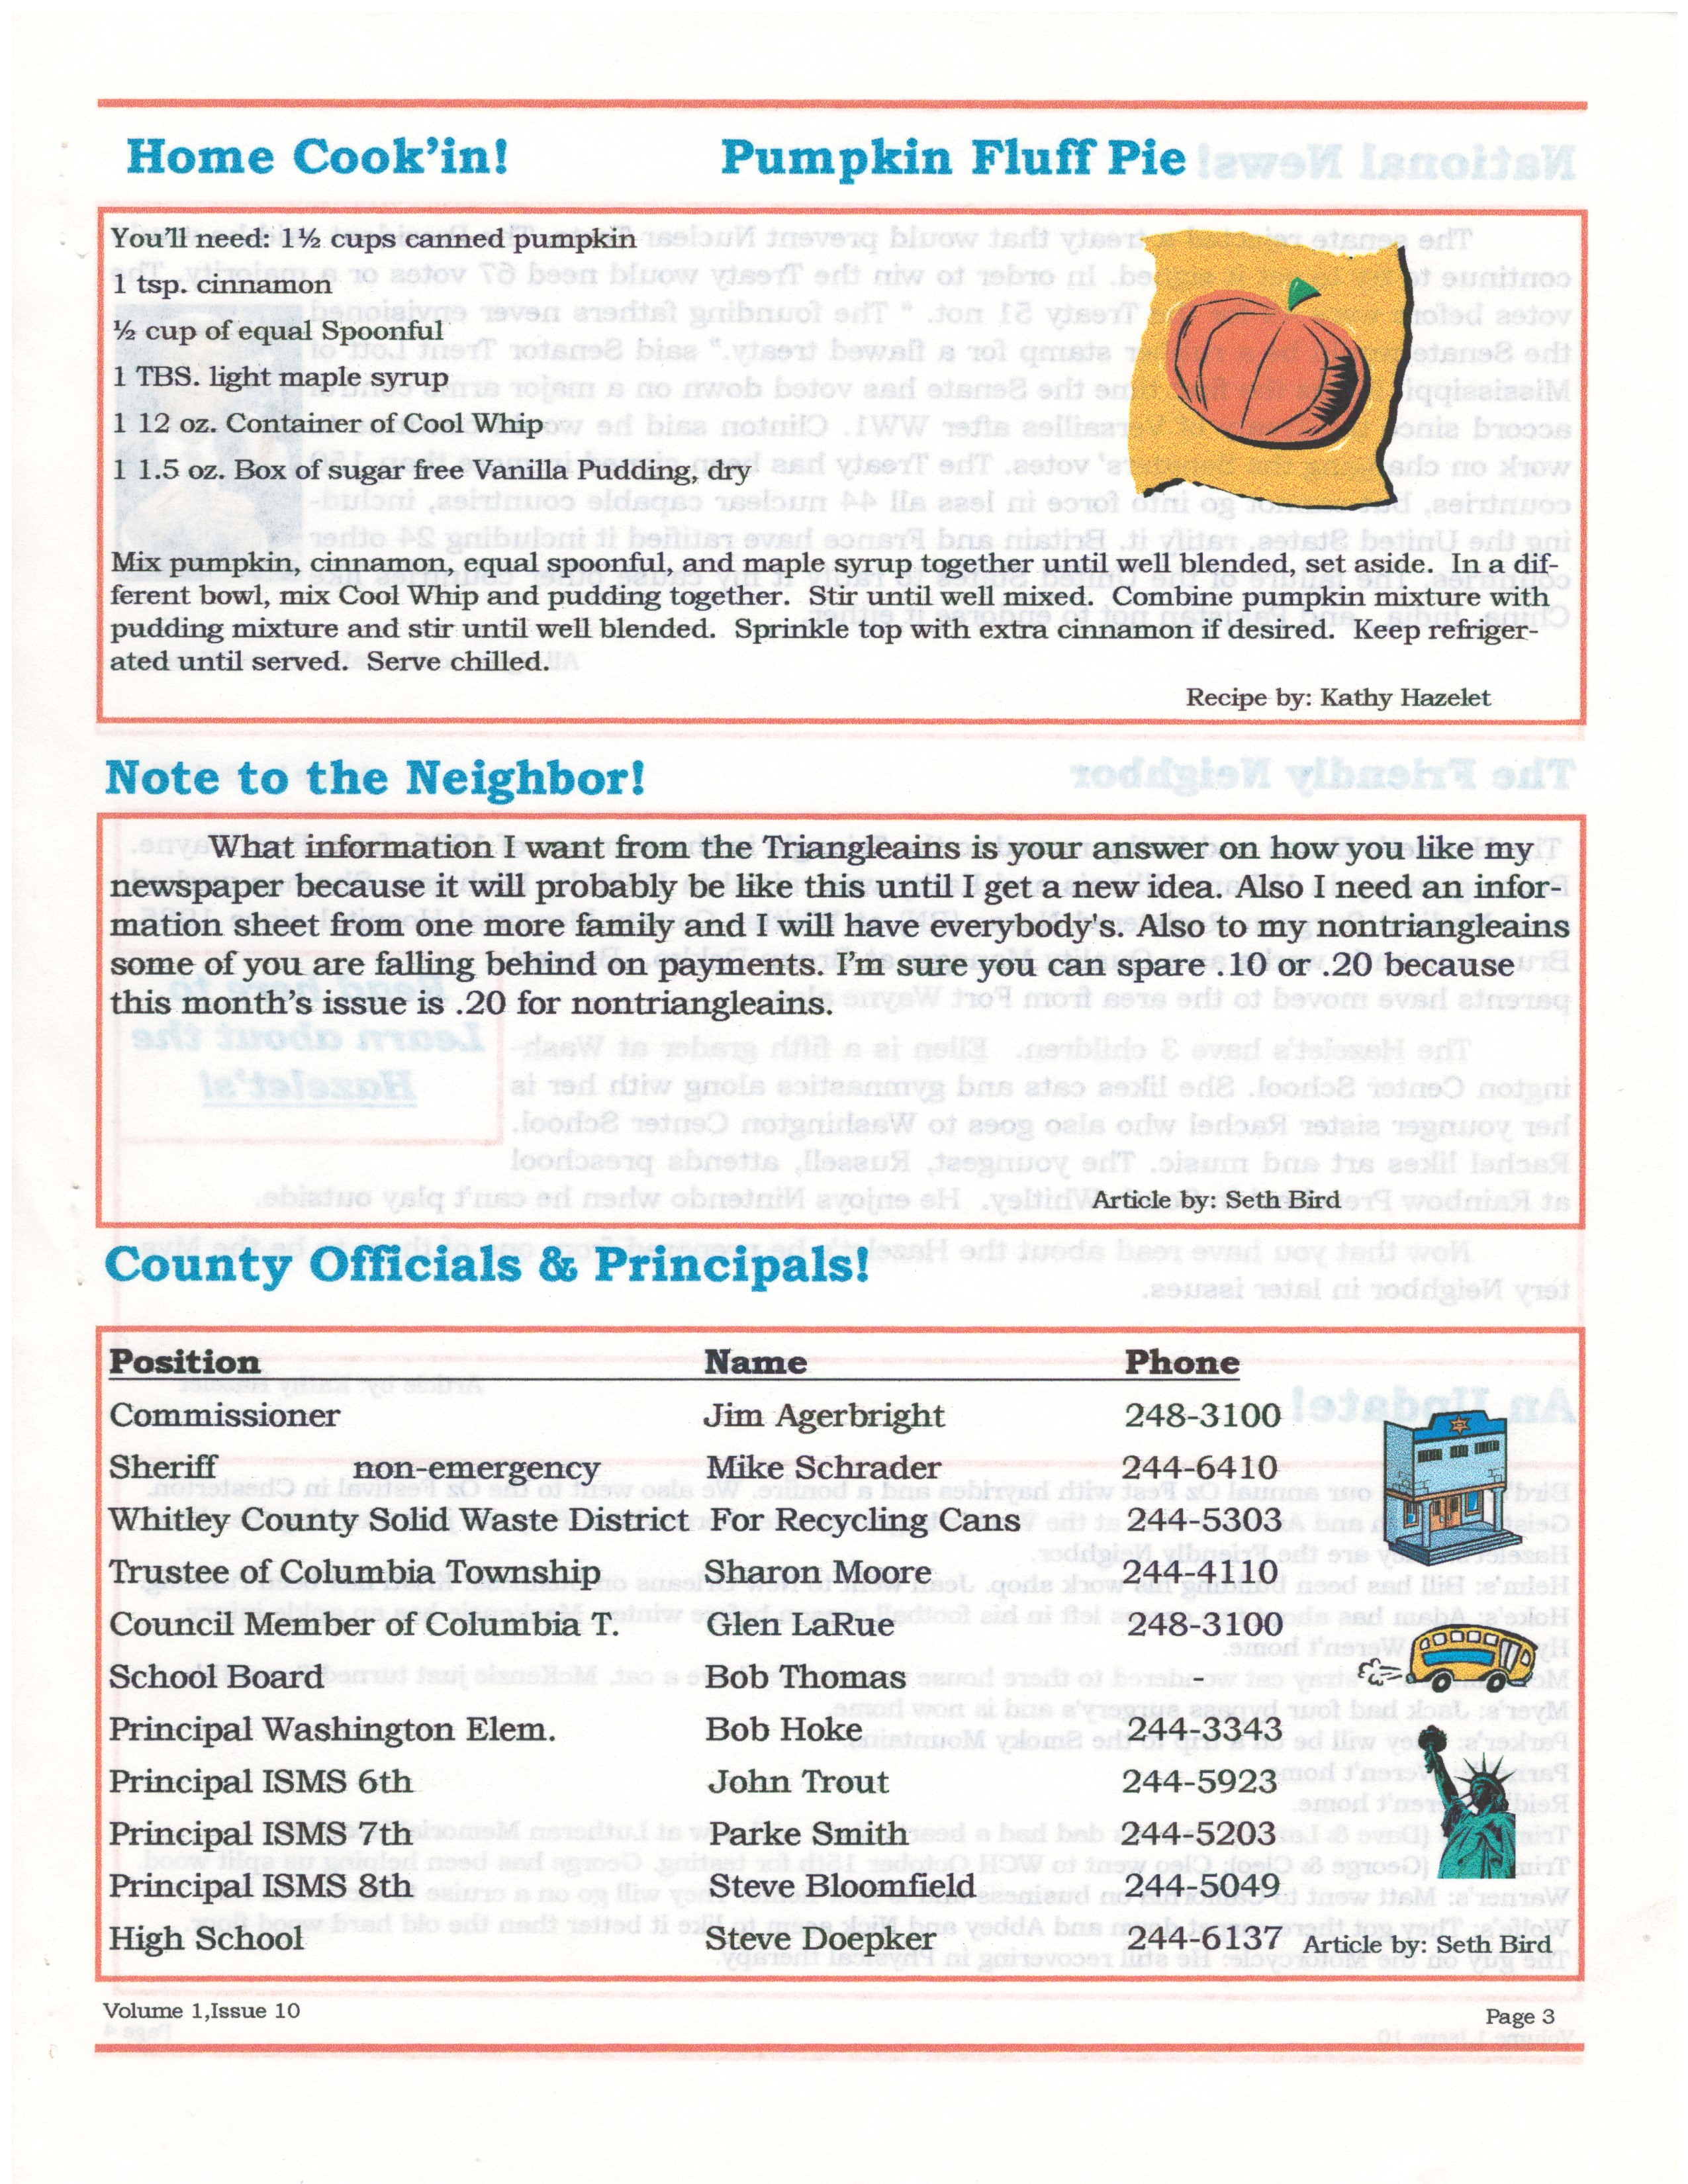 Home Cook'in! Pumpkin Fluff Pie
You'll need: 1½ cups canned pumpkin
1 tsp. cinnamon
½ cup of equal Spoonful
1 TBS. light maple syrup
1 12 oz. Container of Cool Whip
1 1.5 oz. Box of sugar free Vanilla Pudding, dry
Mix pumpkin, cinnamon, equal spoonful, and maple syrup together until well blended, set aside. In a dif-
ferent bowl, mix Cool Whip and pudding together. Stir until well mixed. Combine pumpkin mixture with
pudding mixture and stir until well blended. Sprinkle top with extra cinnamon if desired. Keep refriger-
ated until served. Serve chilled.
Recipe by: Kathy Hazelet
Note to the Neighbor!
What information I want from the Triangleains is your answer on how you like my
newspaper because it will probably be like this until I get a new idea. Also I need an infor-
mation sheet from one more family and I will have everybody's. Also to my nontriangleains
some of you are falling behind on payments. I'm sure you can spare .15 or .20 because
this month's issue is .20 for nontriangleains.
Article by: Seth Bird
County Officials & Principals!
Position Name Phone
Commissioner Jim Agerbright 248-3100
Sheriff non-emergency Mike Schrader 244-6410
Whitley County Solid Waste District For Recycling Cans 244-5303
Trustee of Columbia Township Sharon Moore 244-4110
Council Member of Columbia T. Glen LaRue 248-3100
School Board Bob Thomas -
Principal Washington Elem. Bob Hoke 244-3343
Principal ISMS 6th John Trout 244-5923
Principal ISMS 7th Parke Smith 244-5203
Principal ISMS 8th Steve Bloomfield 244-5049
High School Steve Doepker 244-6137 Article by: Seth Bird
Volume 1,Issue 10 Page 3